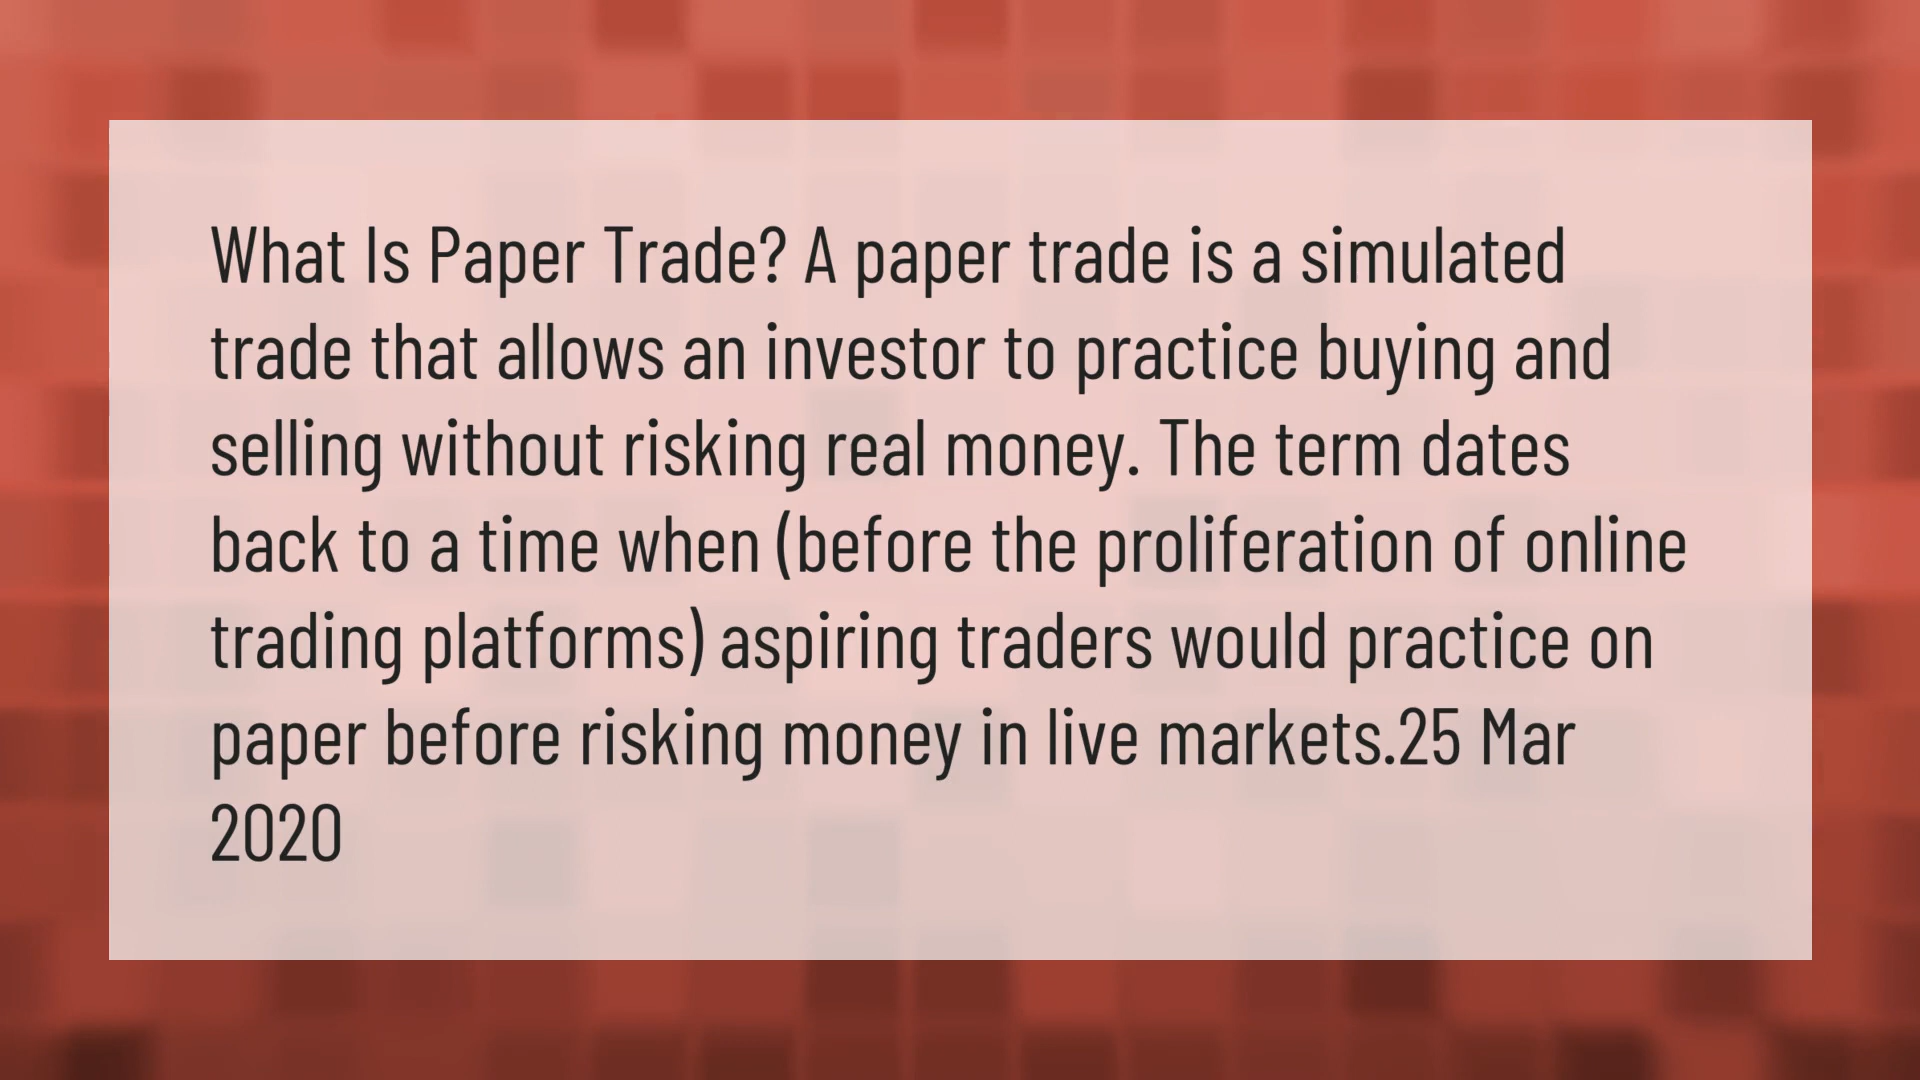 What Is Paper Trade? A paper trade is a simulated
trade that allows an investor to practice buying and
selling without risking real money. The term dates
back to a time when (before the proliferation of online
trading platforms) aspiring traders would practice on
paper before risking money in live markets.25 Mar
2020